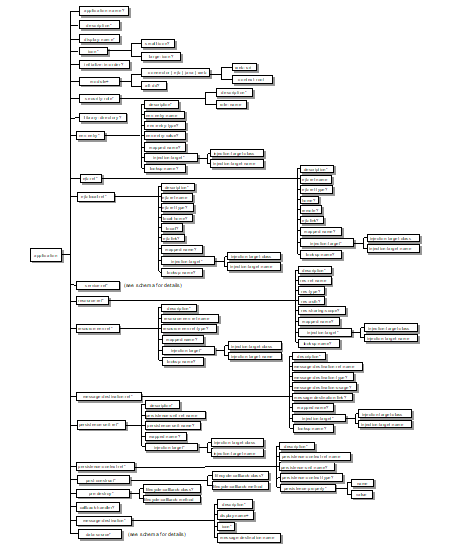 application-name?
description*
display-name*
icon*
small-icon?
large-icon?
initialize-in-order?
module+
connector | ejb | java | web
web-uri
context-root
alt-dd?
security-role*
description*
role-name
library-directory?
env-entry*
description*
env-entry-name
env-entry-type?
env-entry-value?
mapped-name?
injection-target*
injection-target-class
injection-target-name
lookup-name?
ejb-ref*
description*
ejb-ref-name
ejb-ref-type?
home?
remote?
ejb-link?
mapped-name?
injection-target*
injection-target-class
injection-target-name
lookup-name?
ejb-local-ref*
description*
ejb-ref-name
ejb-ref-type?
local-home?
local?
ejb-link?
mapped-name?
injection-target*
injection-target-class
injection-target-name
lookup-name?
application
service-ref*
(see schema for details)
resource-ref*
description*
res-ref-name
res-type?
res-auth?
res-sharing-scope?
mapped-name?
injection-target*
injection-target-class
injection-target-name
lookup-name?
resource-env-ref*
description*
resource-env-ref-name
resource-env-ref-type?
mapped-name?
injection-target*
injection-target-class
injection-target-name
lookup-name?
message-destination-ref*
description*
message-destination-ref-name
message-destination-type?
message-destination-usage?
message-destination-link?
mapped-name?
injection-target*
injection-target-class
injection-target-name
lookup-name?
persistence-unit-ref*
description*
persistence-unit-ref-name
persistence-unit-name?
mapped-name?
injection-target*
injection-target-class
injection-target-name
persistence-context-ref*
description*
persistence-context-ref-name
persistence-unit-name?
persistence-context-type?
persistence-property*
name
value
post-construct*
lifecycle-callback-class?
lifecycle-callback-method
pre-destroy*
lifecycle-callback-class?
lifecycle-callback-method
callback-handler?
message-destination*
description*
display-name*
icon*
message-destination-name
data-source*
(see schema for details)